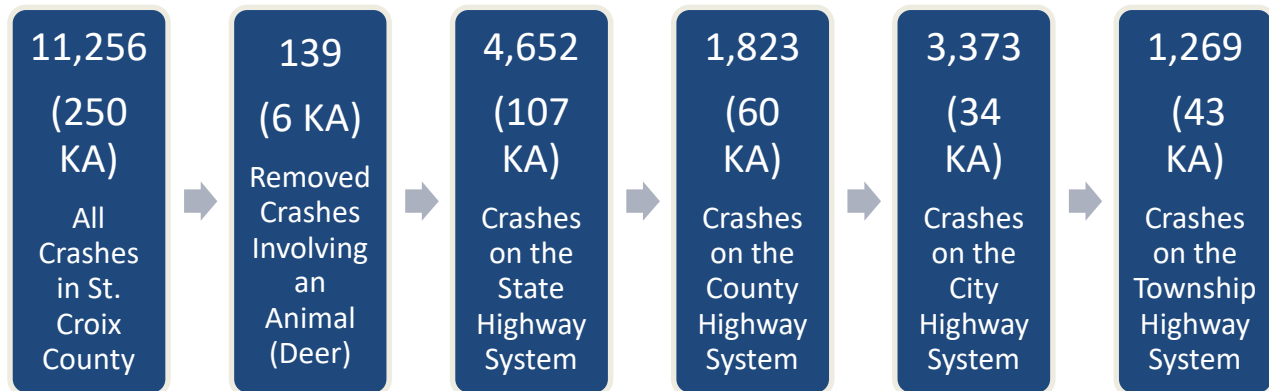 11,256
(250
KA)
All
Crashes
in St.
Croix
County
139
(6 KA)
Removed
Crashes
Involving
an
Animal
(Deer)
4,652
(107
KA)
Crashes
on the
State
Highway
System
1,823
(60
KA)
Crashes
on the
County
Highway
System
3,373
(34
KA)
Crashes
on the
City
Highway
System
1,269
(43
KA)
Crashes
on the
Township
Highway
System